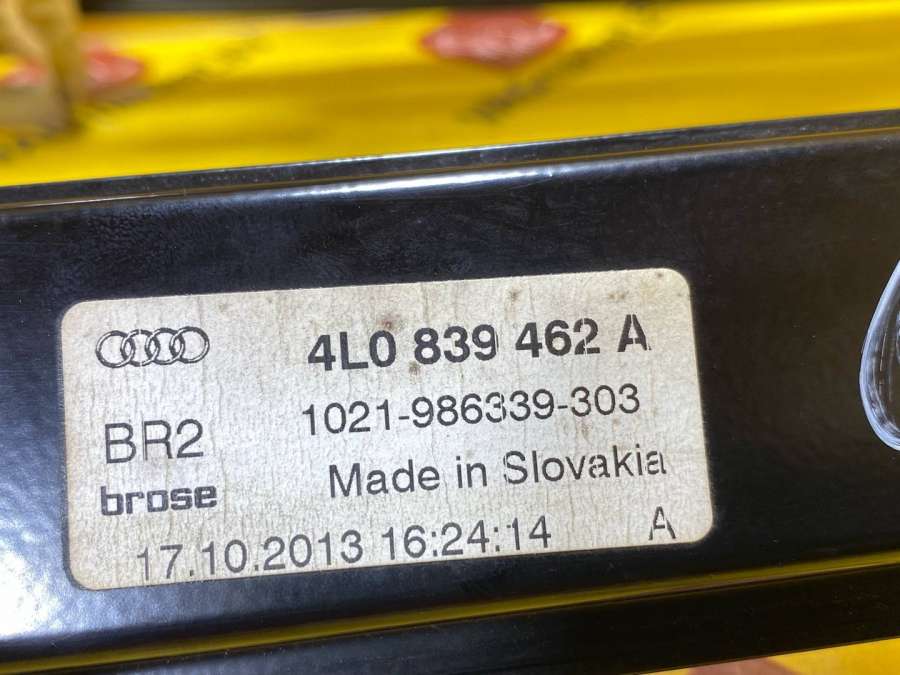 4L0 839 462 A
1021-986339-303
BR2
Made in Slovakia
brose
17.10.2013 16:24:14 A